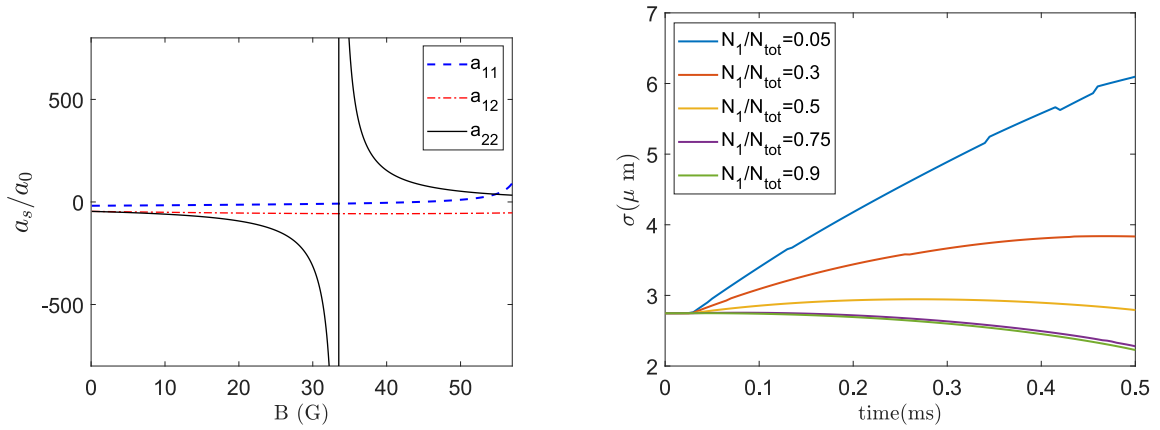 500
0
-500
a_s/a_0
0
10
20
30
40
50
B (G)
a_11
a_12
a_22
7
6
5
4
3
2
σ(μ m)
0
0.1
0.2
0.3
0.4
0.5
time(ms)
N_1/N_tot=0.05
N_1/N_tot=0.3
N_1/N_tot=0.5
N_1/N_tot=0.75
N_1/N_tot=0.9